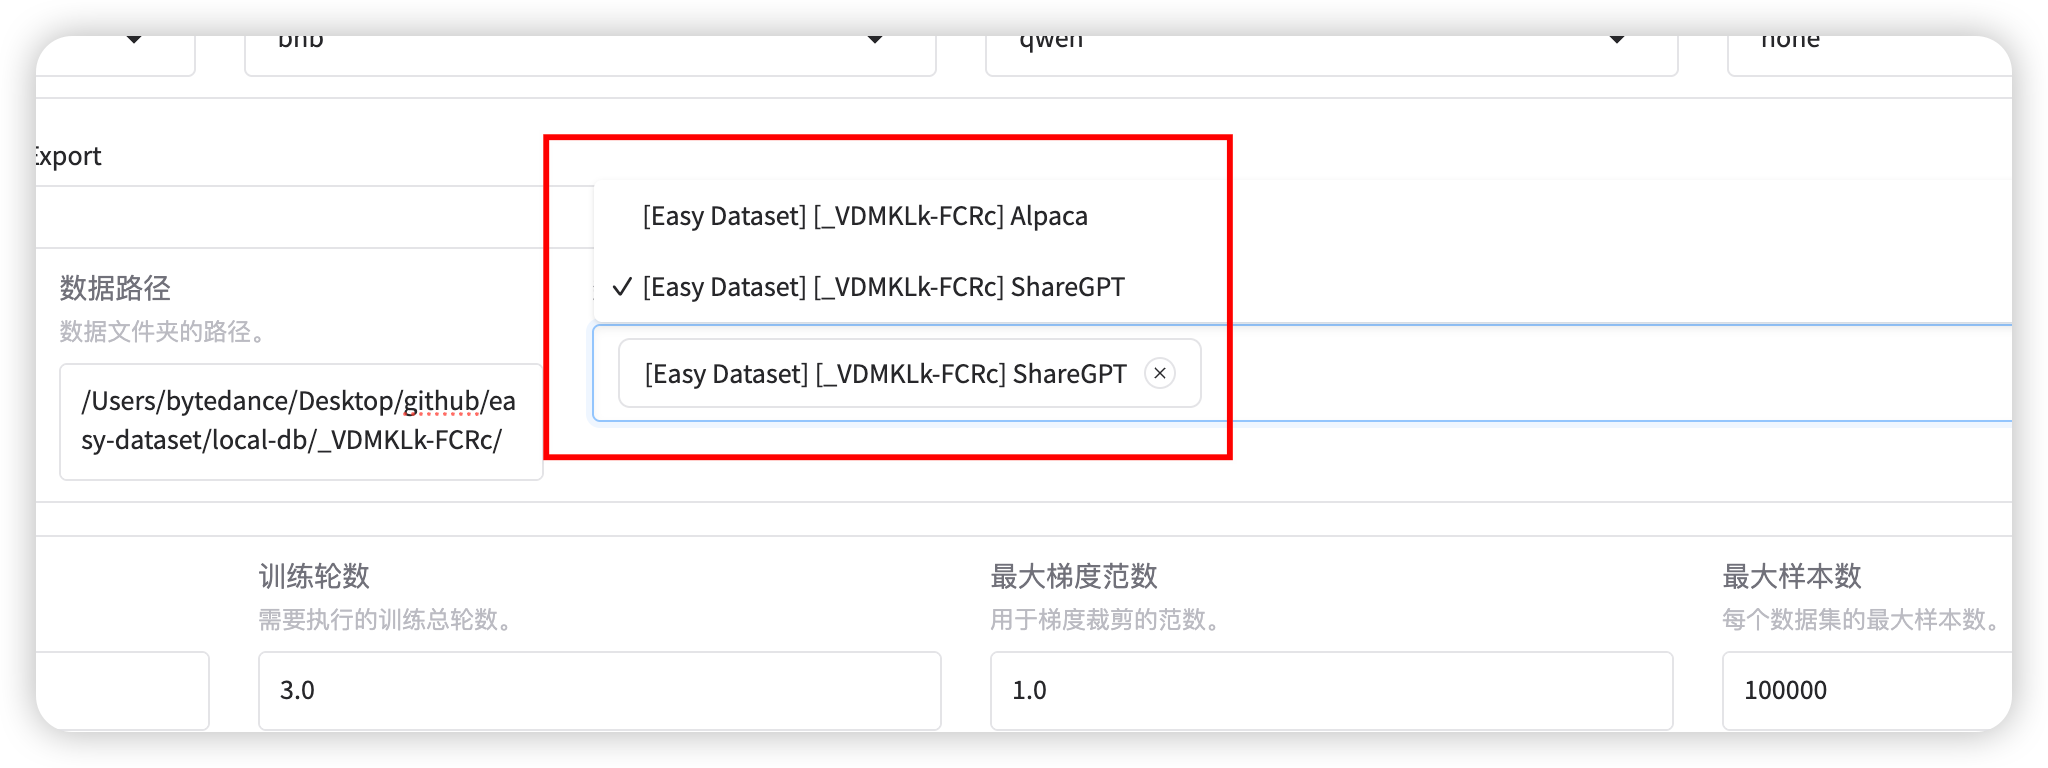 bnb
qwen
none
Export
[Easy Dataset] [_VDMKLk-FCRc] Alpaca
✓ [Easy Dataset] [_VDMKLk-FCRc] ShareGPT
数据路径
数据文件夹的路径。
/Users/bytedance/Desktop/github/ea
sy-dataset/local-db/_VDMKLk-FCRc/
[Easy Dataset] [_VDMKLk-FCRc] ShareGPT
训练轮数
需要执行的训练总轮数。
3.0
最大梯度范数
用于梯度裁剪的范数。
1.0
最大样本数
每个数据集的最大样本数。
100000